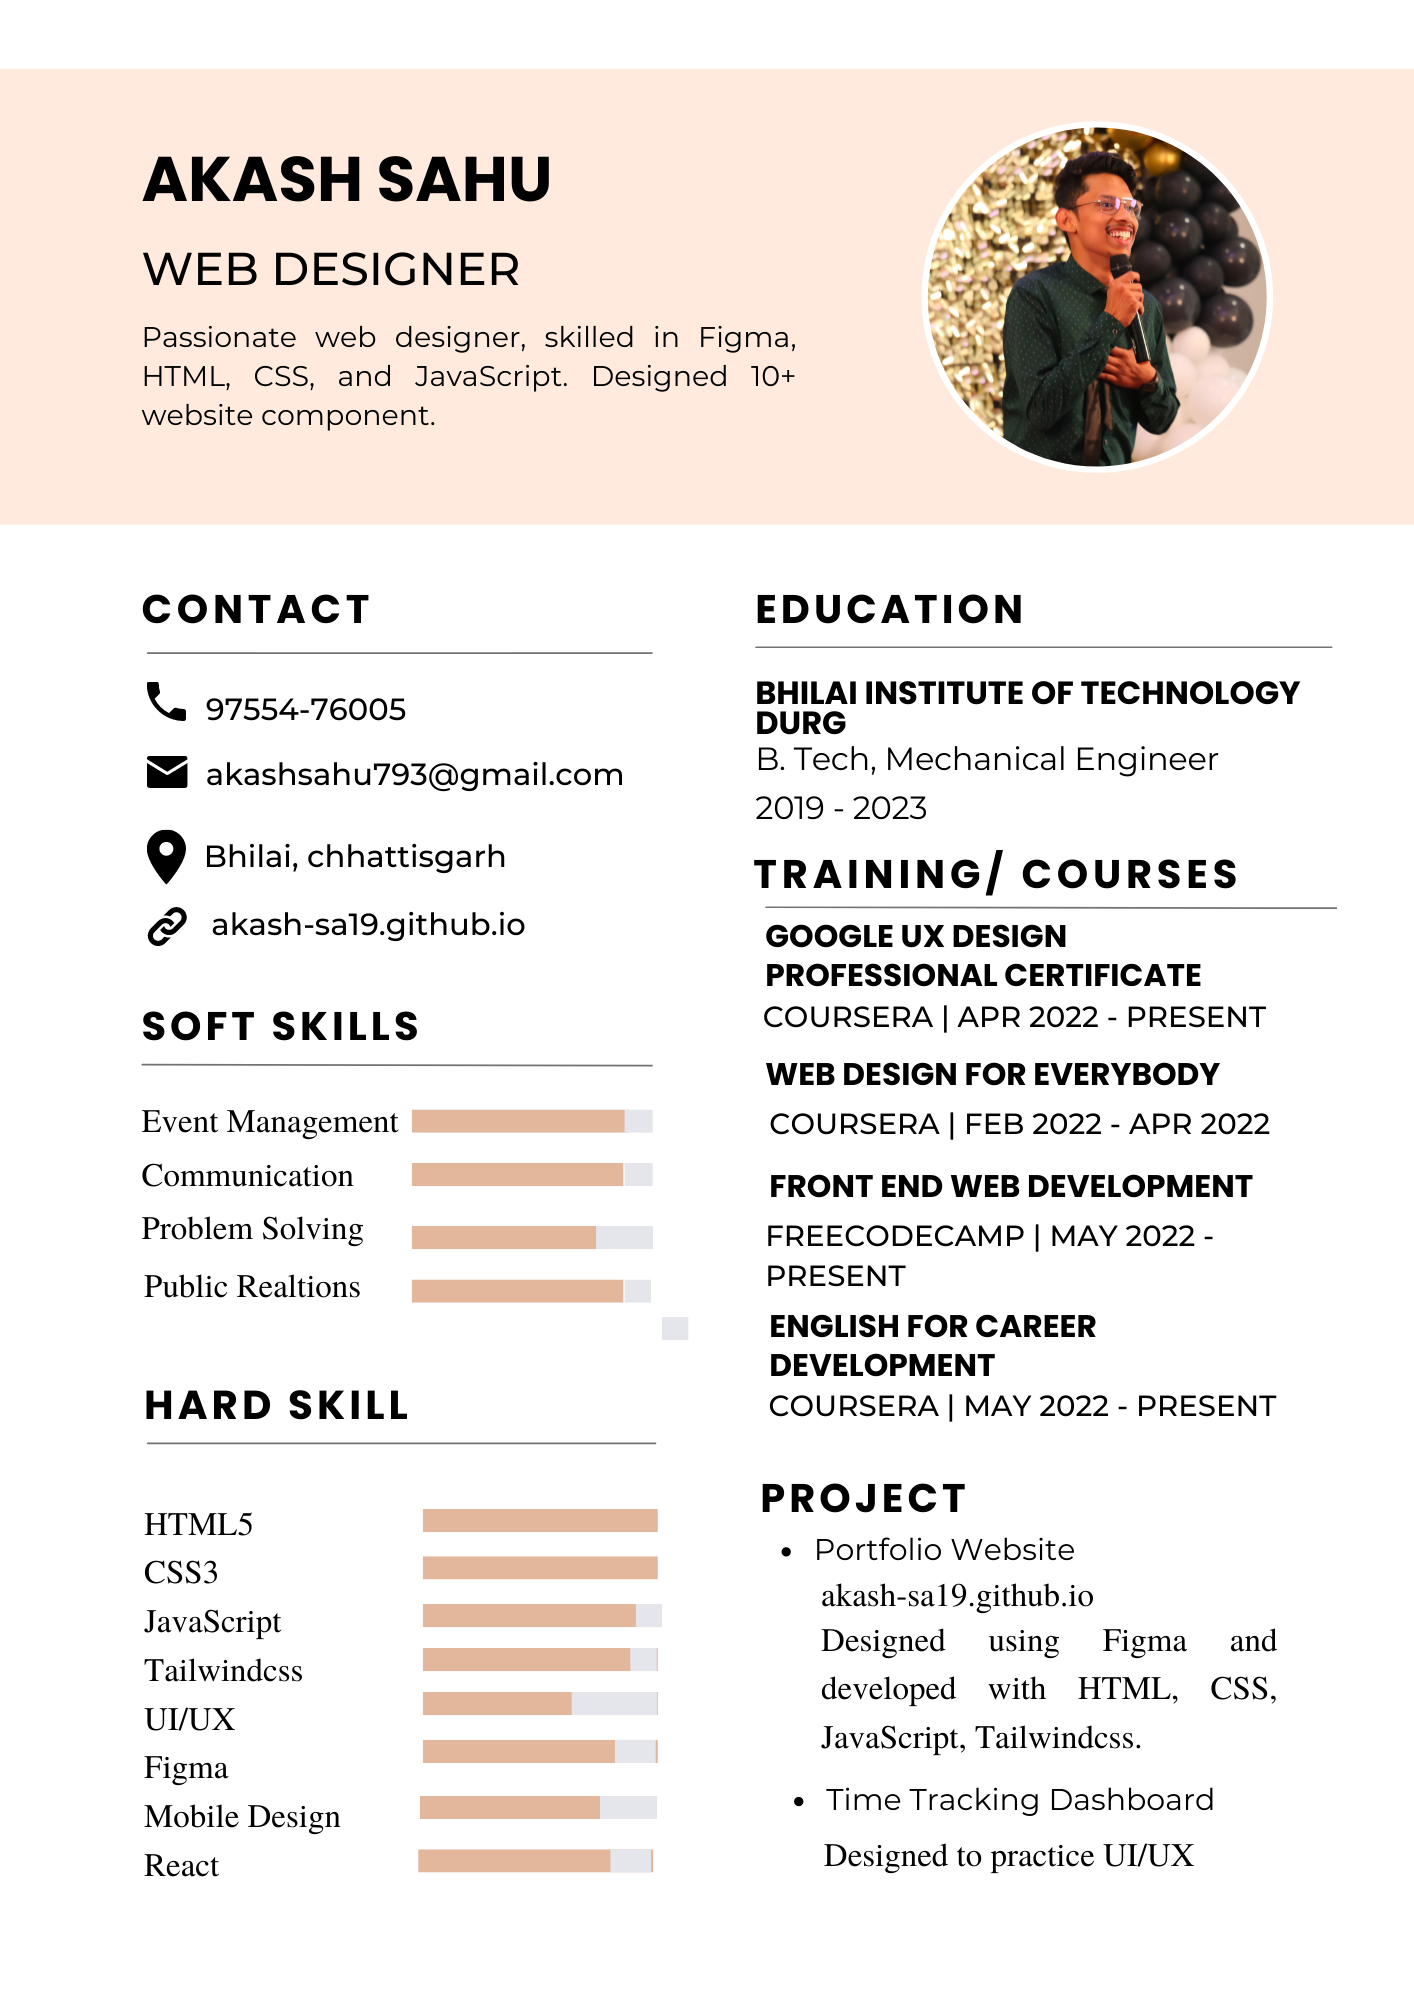 AKASH SAHU
WEB DESIGNER
Passionate web designer, skilled in Figma,
HTML, CSS, and JavaScript. Designed 10+
website component.
CONTACT
97554-76005
akashsahu793@gmail.com
Bhilai, chhattisgarh
akash-sa19.github.io
SOFT SKILLS
Event Management
Communication
Problem Solving
Public Realtions
HARD SKILL
HTML5
CSS3
JavaScript
Tailwindcss
UI/UX
Figma
Mobile Design
React
EDUCATION
BHILAI INSTITUTE OF TECHNOLOGY
DURG
B. Tech, Mechanical Engineer
2019 - 2023
TRAINING/ COURSES
GOOGLE UX DESIGN
PROFESSIONAL CERTIFICATE
COURSERA | APR 2022 - PRESENT
WEB DESIGN FOR EVERYBODY
COURSERA | FEB 2022 - APR 2022
FRONT END WEB DEVELOPMENT
FREECODECAMP | MAY 2022 -
PRESENT
ENGLISH FOR CAREER
DEVELOPMENT
COURSERA | MAY 2022 - PRESENT
PROJECT
• Portfolio Website
akash-sa19.github.io
Designed using Figma and
developed with HTML, CSS,
JavaScript, Tailwindcss.
• Time Tracking Dashboard
Designed to practice UI/UX